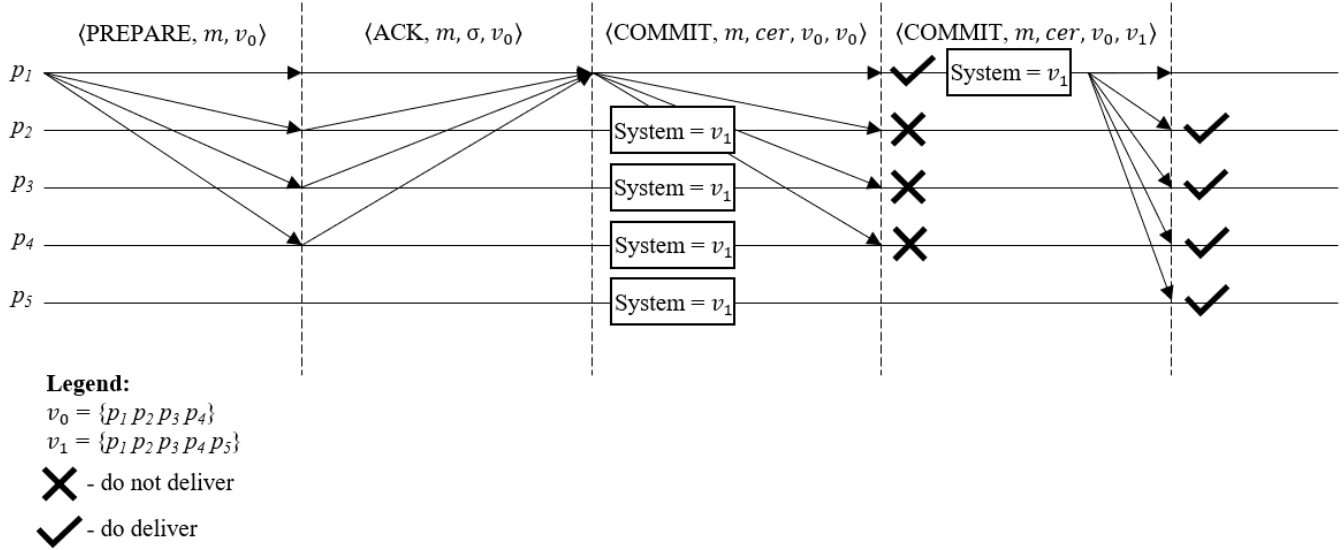 ⟨PREPARE, m, v₀⟩ ⟨ACK, m, σ, v₀⟩ ⟨COMMIT, m, cer, v₀, v₀⟩ ⟨COMMIT, m, cer, v₀, v₁⟩
p₁ System = v₁
p₂ System = v₁
p₃ System = v₁
p₄ System = v₁
p₅ System = v₁
Legend:
v₀ = {p₁ p₂ p₃ p₄}
v₁ = {p₁ p₂ p₃ p₄ p₅}
- do not deliver
- do deliver